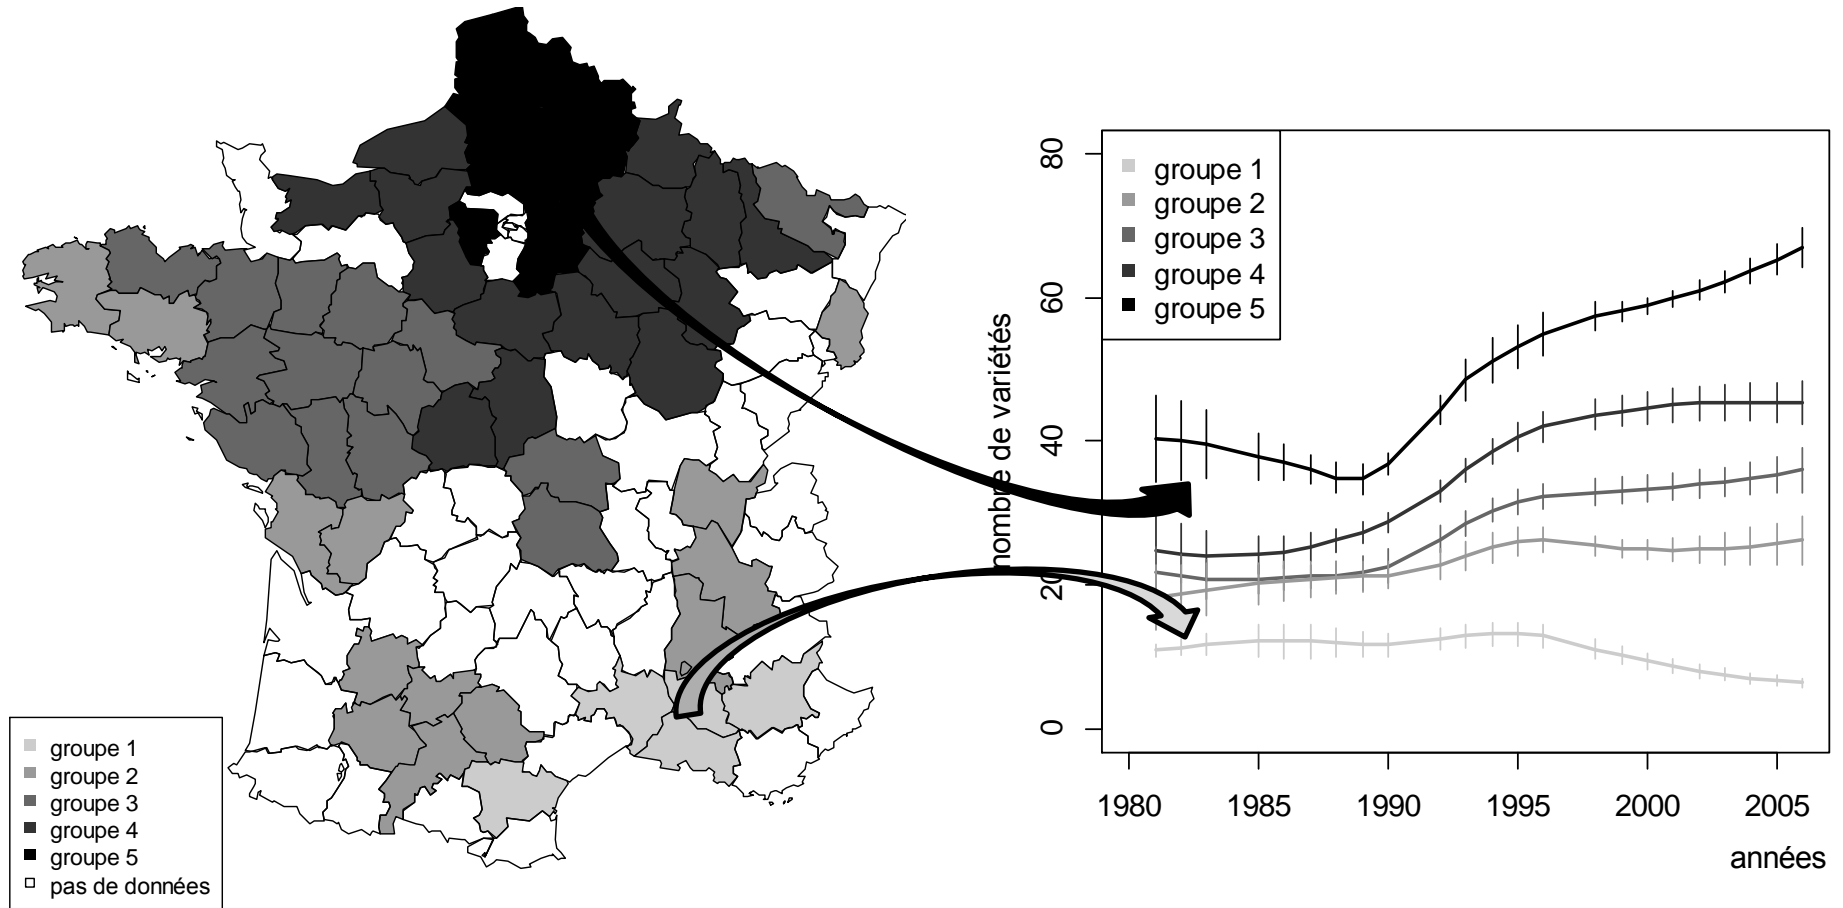 groupe 1
groupe 2
groupe 3
groupe 4
groupe 5
pas de données
nombre de variétés
80
60
40
20
0
groupe 1
groupe 2
groupe 3
groupe 4
groupe 5
1980 1985 1990 1995 2000 2005
années